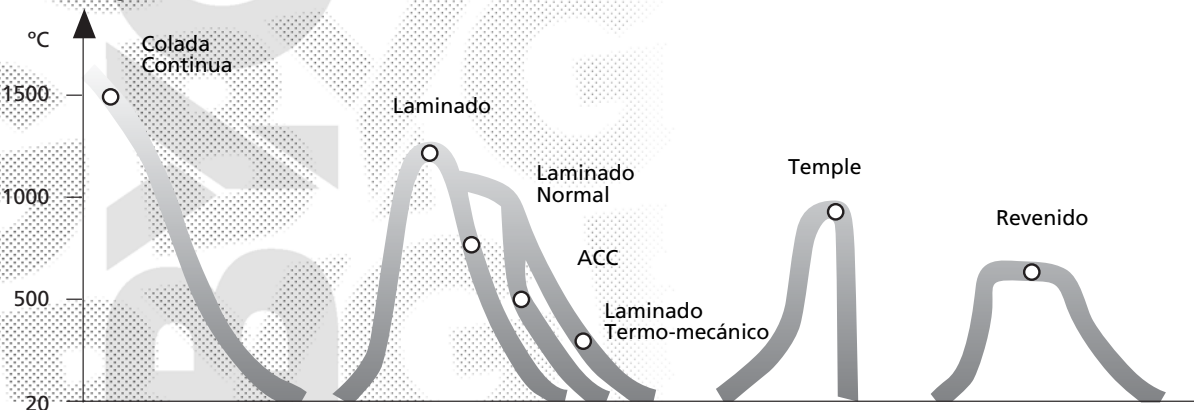 °C
Colada
Continua
1500
Laminado
Laminado
Normal
1000
Temple
Revenido
ACC
500
Laminado
Termo-mecánico
20